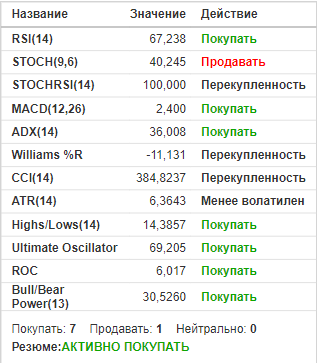 Название Значение Действие
RSI(14) 67,238 Покупать
STOCH(9,6) 40,245 Продавать
STOCHRSI(14) 100,000 Перекупленность
MACD(12,26) 2,400 Покупать
ADX(14) 36,008 Покупать
Williams %R -11,131 Перекупленность
CCI(14) 384,8237 Перекупленность
ATR(14) 6,3643 Менее волатилен
Highs/Lows(14) 14,3857 Покупать
Ultimate Oscillator 69,205 Покупать
ROC 6,017 Покупать
Bull/Bear
Power(13) 30,5260 Покупать
Покупать: 7 Продавать: 1 Нейтрально: 0
Резюме:АКТИВНО ПОКУПАТЬ